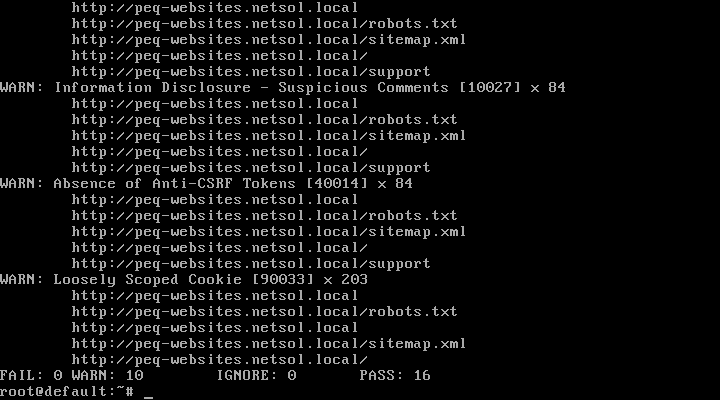 http://peq-websites.netsol.local
http://peq-websites.netsol.local/robots.txt
http://peq-websites.netsol.local/sitemap.xml
http://peq-websites.netsol.local/
http://peq-websites.netsol.local/support
WARN: Information Disclosure - Suspicious Comments [10027] x 84
http://peq-websites.netsol.local
http://peq-websites.netsol.local/robots.txt
http://peq-websites.netsol.local/sitemap.xml
http://peq-websites.netsol.local/
http://peq-websites.netsol.local/support
WARN: Absence of Anti-CSRF Tokens [40014] x 84
http://peq-websites.netsol.local
http://peq-websites.netsol.local/robots.txt
http://peq-websites.netsol.local/sitemap.xml
http://peq-websites.netsol.local/
http://peq-websites.netsol.local/support
WARN: Loosely Scoped Cookie [90033] x 203
http://peq-websites.netsol.local
http://peq-websites.netsol.local/robots.txt
http://peq-websites.netsol.local
http://peq-websites.netsol.local/sitemap.xml
http://peq-websites.netsol.local/
FAIL: 0 WARN: 10 IGNORE: 0 PASS: 16
root@default:~# _